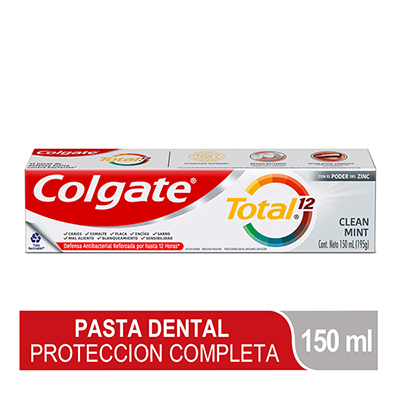 CON EL PODER DEL ZINC
Colgate®
Total 12®
CLEAN
MINT
Cont. Neto 150 mL (195g)
✓ CARIES ✓ ESMALTE ✓ PLACA ✓ ENCÍAS ✓ SARRO
✓ MAL ALIENTO ✓ BLANQUEAMIENTO ✓ SENSIBILIDAD
Defensa Antibacterial Reforzada por hasta 12 Horas*
PASTA DENTAL
PROTECCION COMPLETA
150 ml